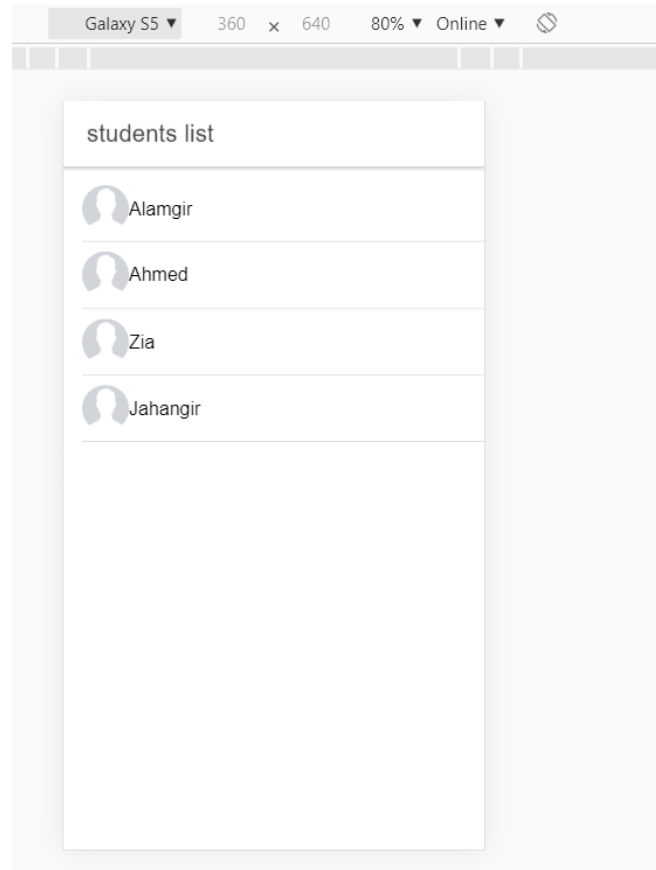 Galaxy S5 ▼ 360 × 640 80% ▼ Online ▼
students list
Alamgir
Ahmed
Zia
Jahangir